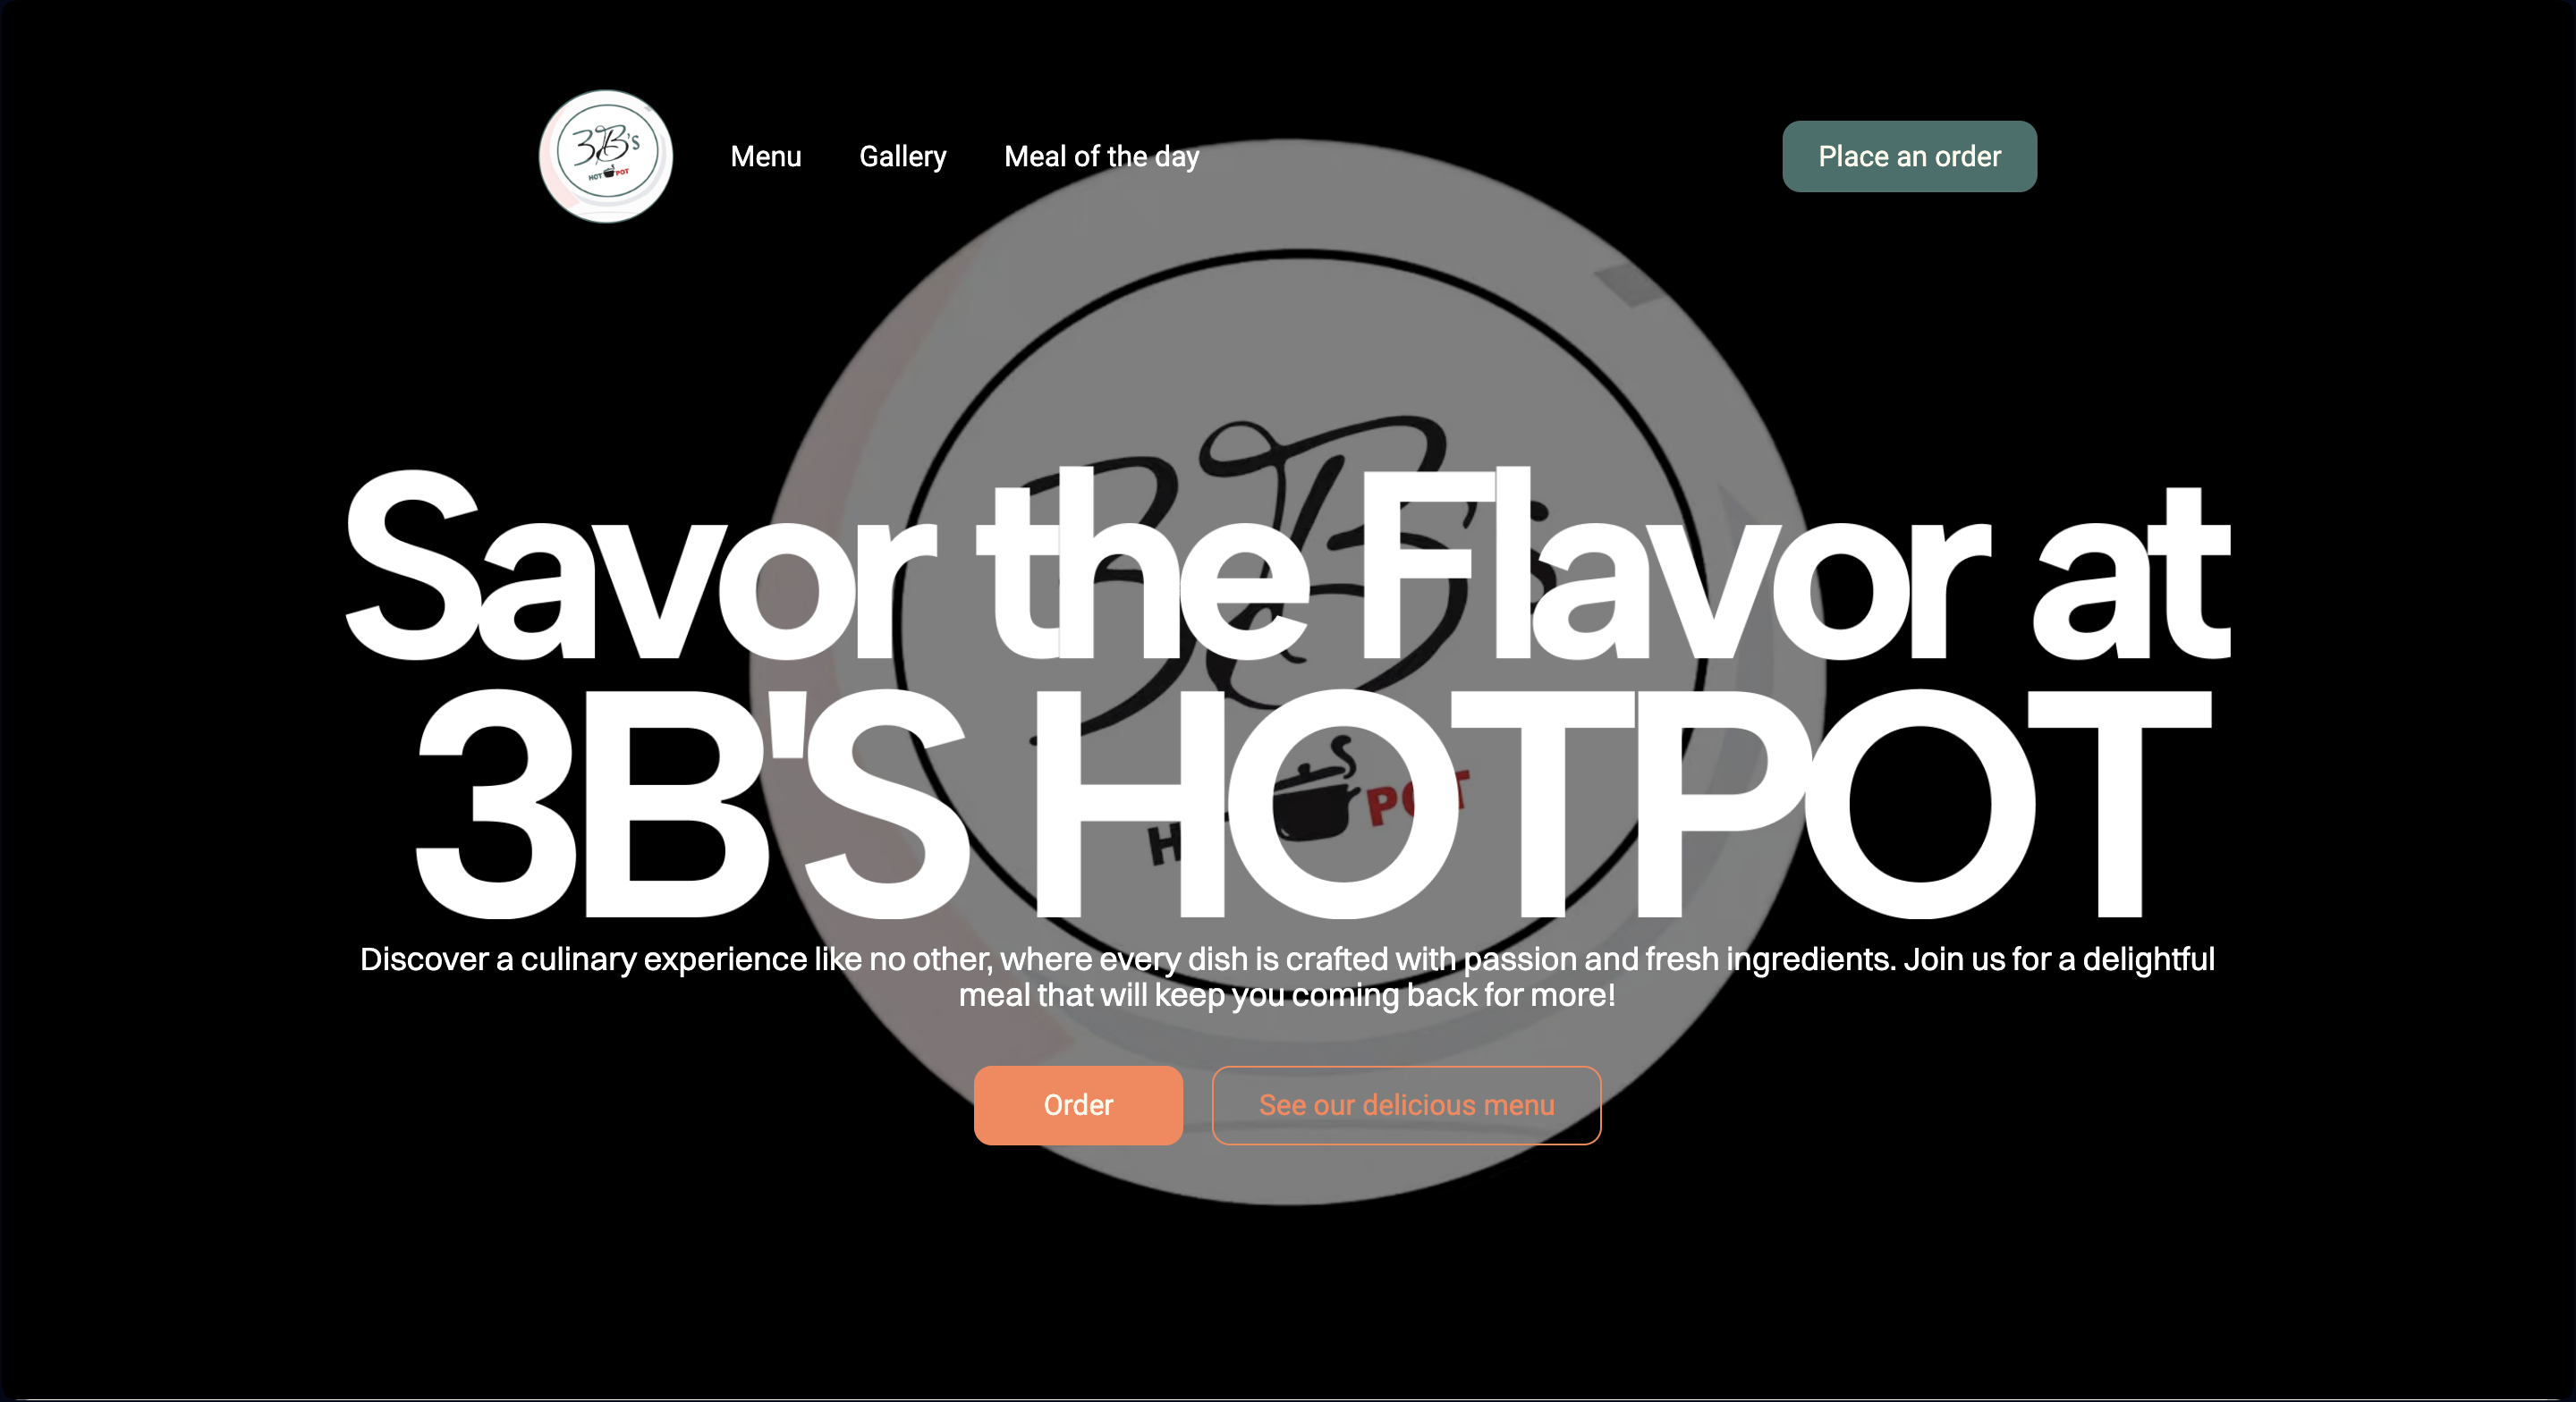 3B's
HOT POT
Menu
Gallery
Meal of the day
Place an order
3B's
Savor the Flavor at
3B'S HOTPOT
POT
Discover a culinary experience like no other, where every dish is crafted with passion and fresh ingredients. Join us for a delightful
meal that will keep you coming back for more!
Order
See our delicious menu